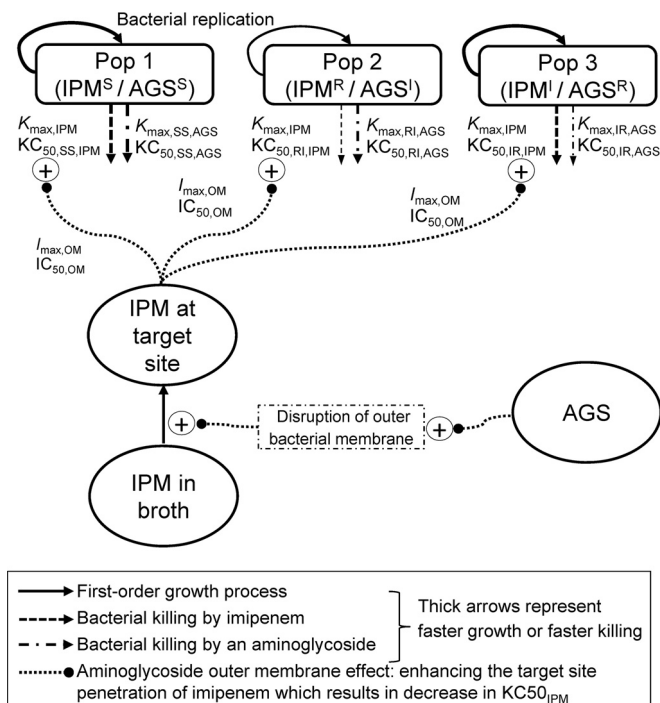 Bacterial replication
Pop 1
(IPMS / AGSS)
Pop 2
(IPMR / AGSI)
Pop 3
(IPMI / AGSR)
Kmax,IPM
KC50,SS,IPM
Kmax,SS,AGS
KC50,SS,AGS
Kmax,IPM
KC50,RI,IPM
Kmax,RI,AGS
KC50,RI,AGS
Kmax,IPM
KC50,IR,IPM
Kmax,IR,AGS
KC50,IR,AGS
+
+
+
Imax,OM
IC50,OM
Imax,OM
IC50,OM
Imax,OM
IC50,OM
IPM at
target
site
+
Disruption of outer
bacterial membrane
+
AGS
IPM in
broth
First-order growth process
Bacterial killing by imipenem
Bacterial killing by an aminoglycoside
Thick arrows represent
faster growth or faster killing
Aminoglycoside outer membrane effect: enhancing the target site
penetration of imipenem which results in decrease in KC50IPM